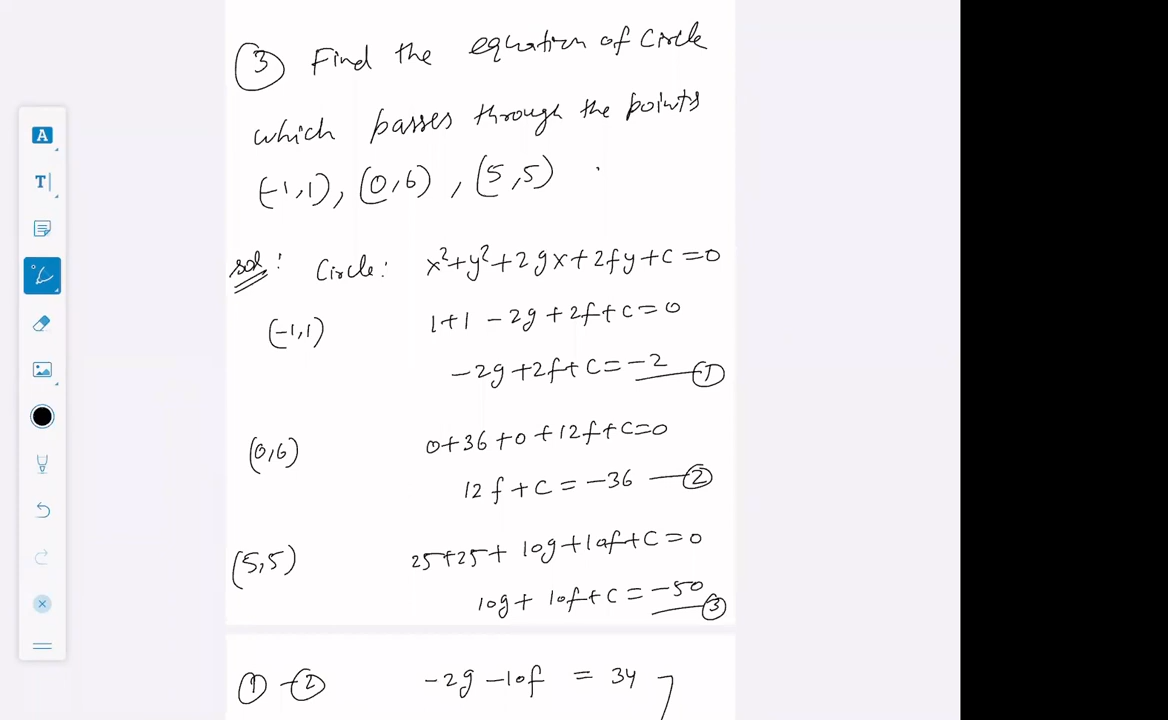 ③ Find the equation of Circle
which passes through the points
(-1,1), (0,6), (5,5).
sol: Circle: x²+y²+2gx+2fy+c=0
(-1,1) 1+1-2g+2f+c=0
-2g+2f+c=-2 —①
(0,6) 0+36+0+12f+c=0
12f+c=-36 —②
(5,5) 25+25+10g+10f+c=0
10g+10f+c=-50 —③
①-② -2g-10f = 34
A
T